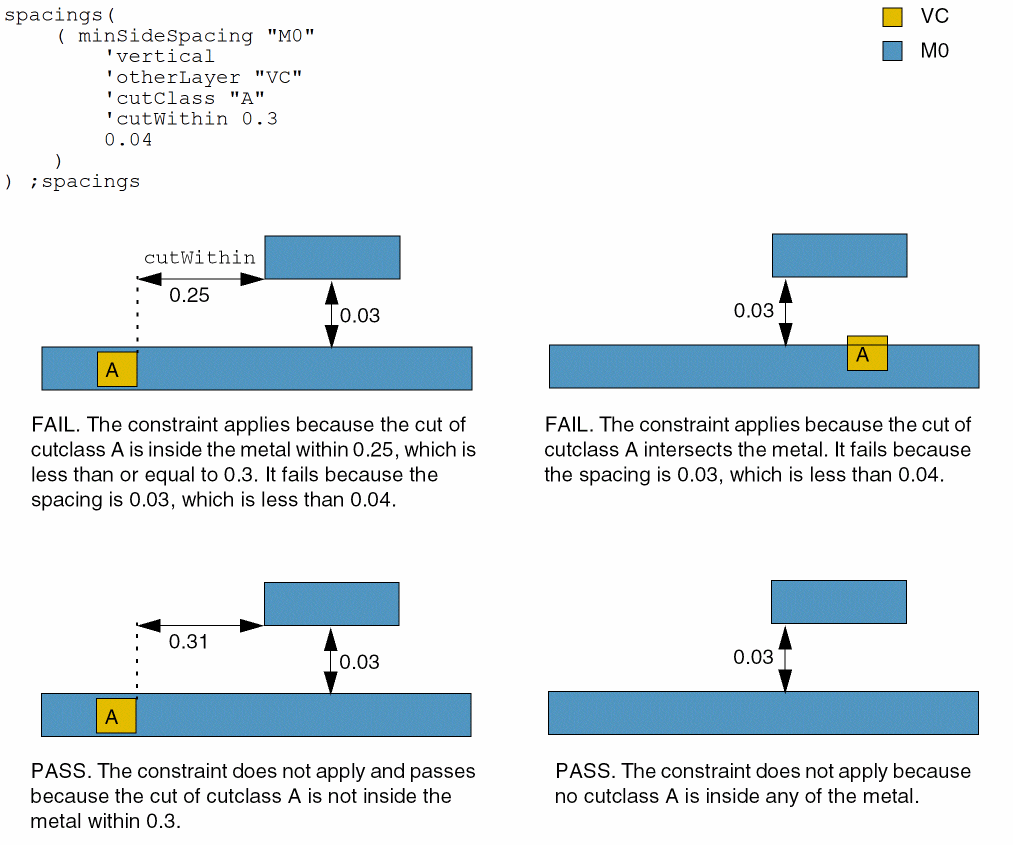 spacings(
( minSideSpacing "M0"
'vertical
'otherLayer "VC"
'cutClass "A"
'cutWithin 0.3
0.04
)
) ;spacings
VC
M0
cutWithin
0.25
0.03
A
FAIL. The constraint applies because the cut of
cutclass A is inside the metal within 0.25, which is
less than or equal to 0.3. It fails because the
spacing is 0.03, which is less than 0.04.
0.03
A
FAIL. The constraint applies because the cut of
cutclass A intersects the metal. It fails because
the spacing is 0.03, which is less than 0.04.
0.31
0.03
A
PASS. The constraint does not apply and passes
because the cut of cutclass A is not inside the
metal within 0.3.
0.03
PASS. The constraint does not apply because
no cutclass A is inside any of the metal.